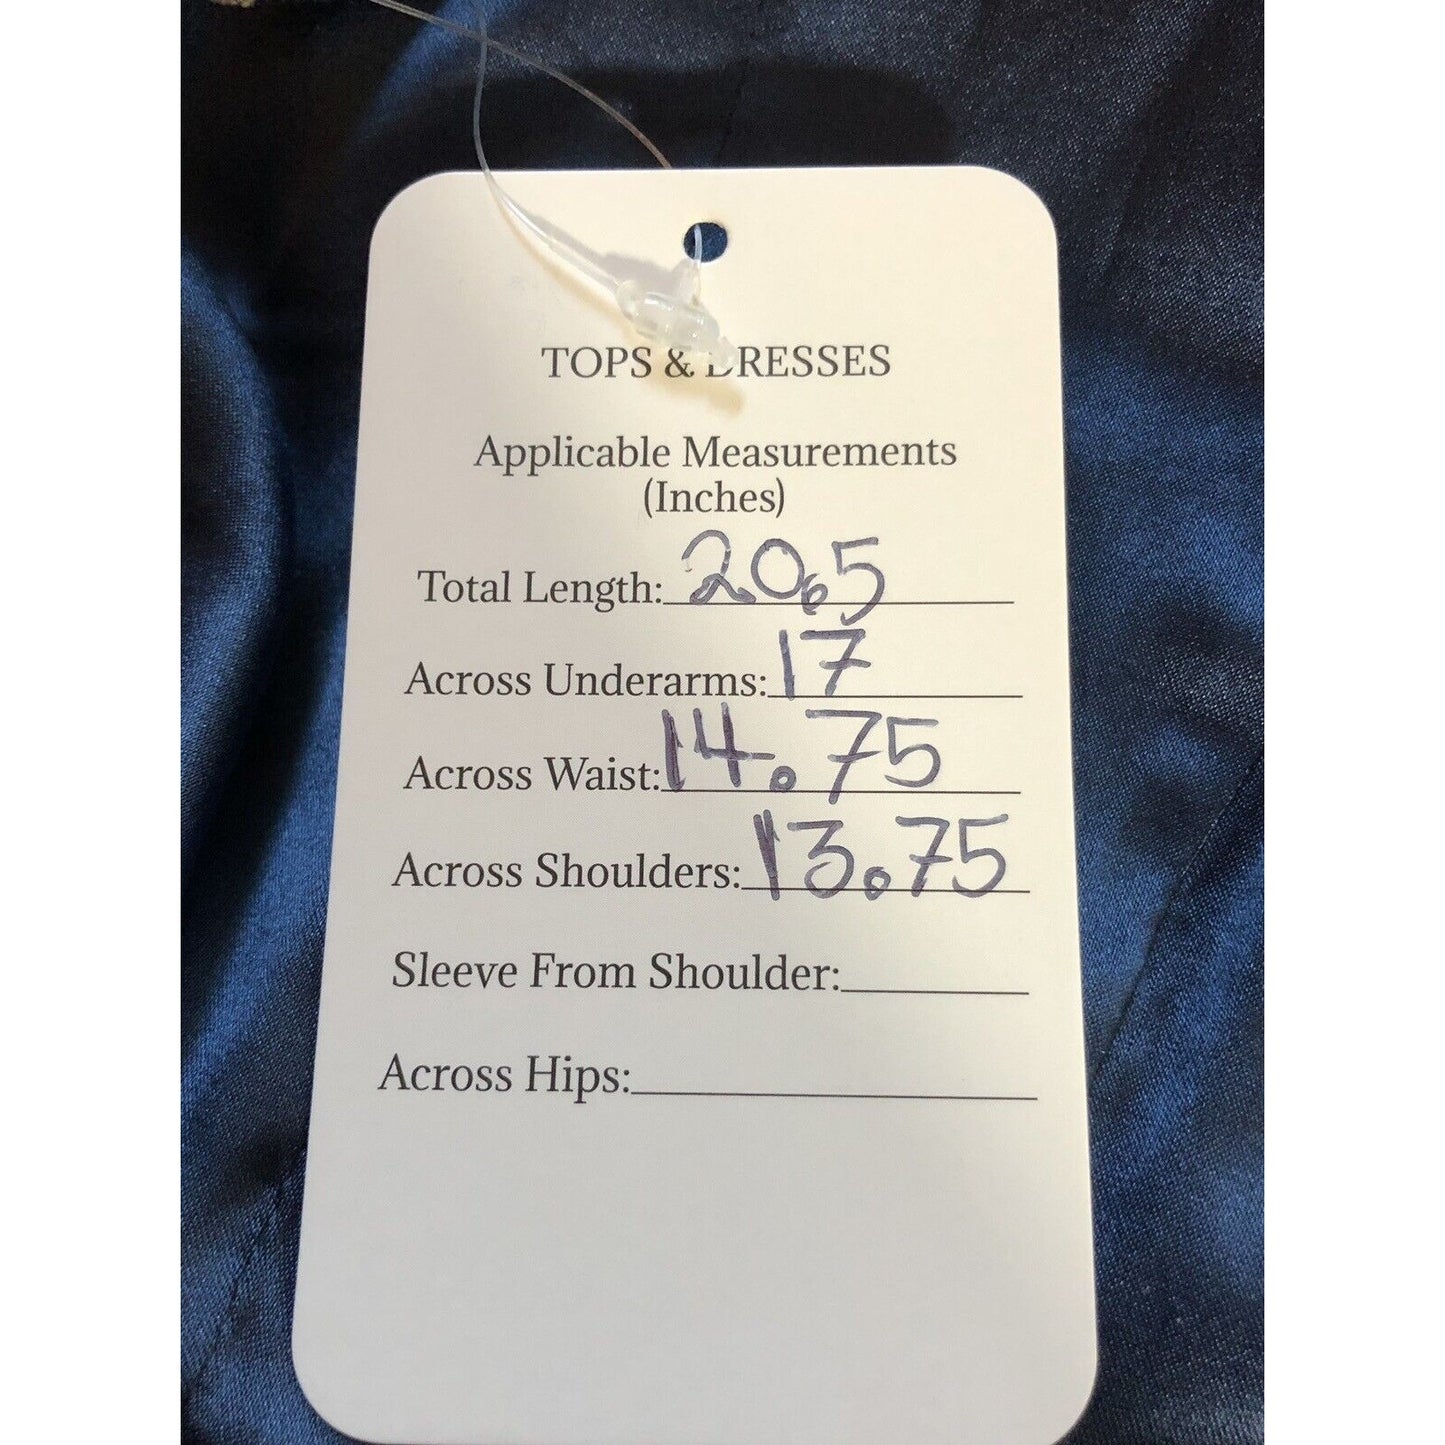 TOPS & DRESSES
Applicable Measurements
(Inches)
Total Length: 20.5
Across Underarms: 17
Across Waist: 14.75
Across Shoulders: 13.75
Sleeve From Shoulder:
Across Hips: